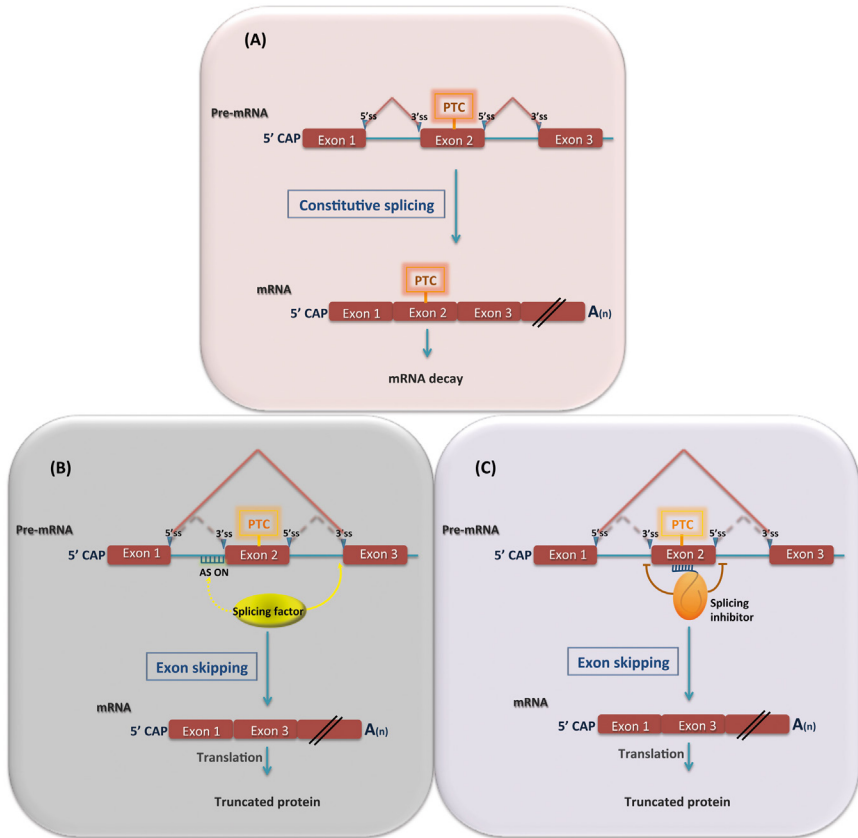 (A)
PTC
5'ss 3'ss 5'ss 3'ss
Pre-mRNA
5' CAP Exon 1 Exon 2 Exon 3
Constitutive splicing
PTC
mRNA
5' CAP Exon 1 Exon 2 Exon 3 A(n)
mRNA decay
(B)
PTC
5'ss 3'ss 5'ss 3'ss
Pre-mRNA
5' CAP Exon 1 Exon 2 Exon 3
AS ON
Splicing factor
Exon skipping
mRNA
5' CAP Exon 1 Exon 3 A(n)
Translation
Truncated protein
(C)
PTC
5'ss 3'ss 5'ss 3'ss
Pre-mRNA
5' CAP Exon 1 Exon 2 Exon 3
Splicing
inhibitor
Exon skipping
mRNA
5' CAP Exon 1 Exon 3 A(n)
Translation
Truncated protein